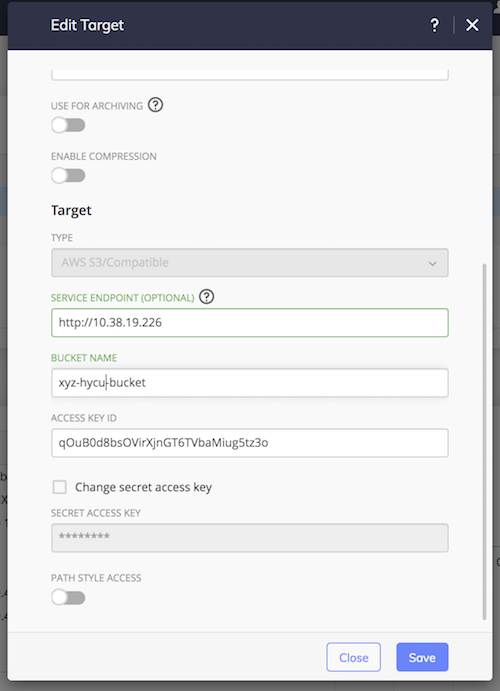 Edit Target
?
USE FOR ARCHIVING ?
ENABLE COMPRESSION
Target
TYPE
AWS S3/Compatible
SERVICE ENDPOINT (OPTIONAL) ?
http://10.38.19.226
BUCKET NAME
xyz-hycu-bucket
ACCESS KEY ID
qOuB0d8bsOVirXjnGT6TVbaMiug5tz3o
Change secret access key
SECRET ACCESS KEY
********
PATH STYLE ACCESS
Close
Save